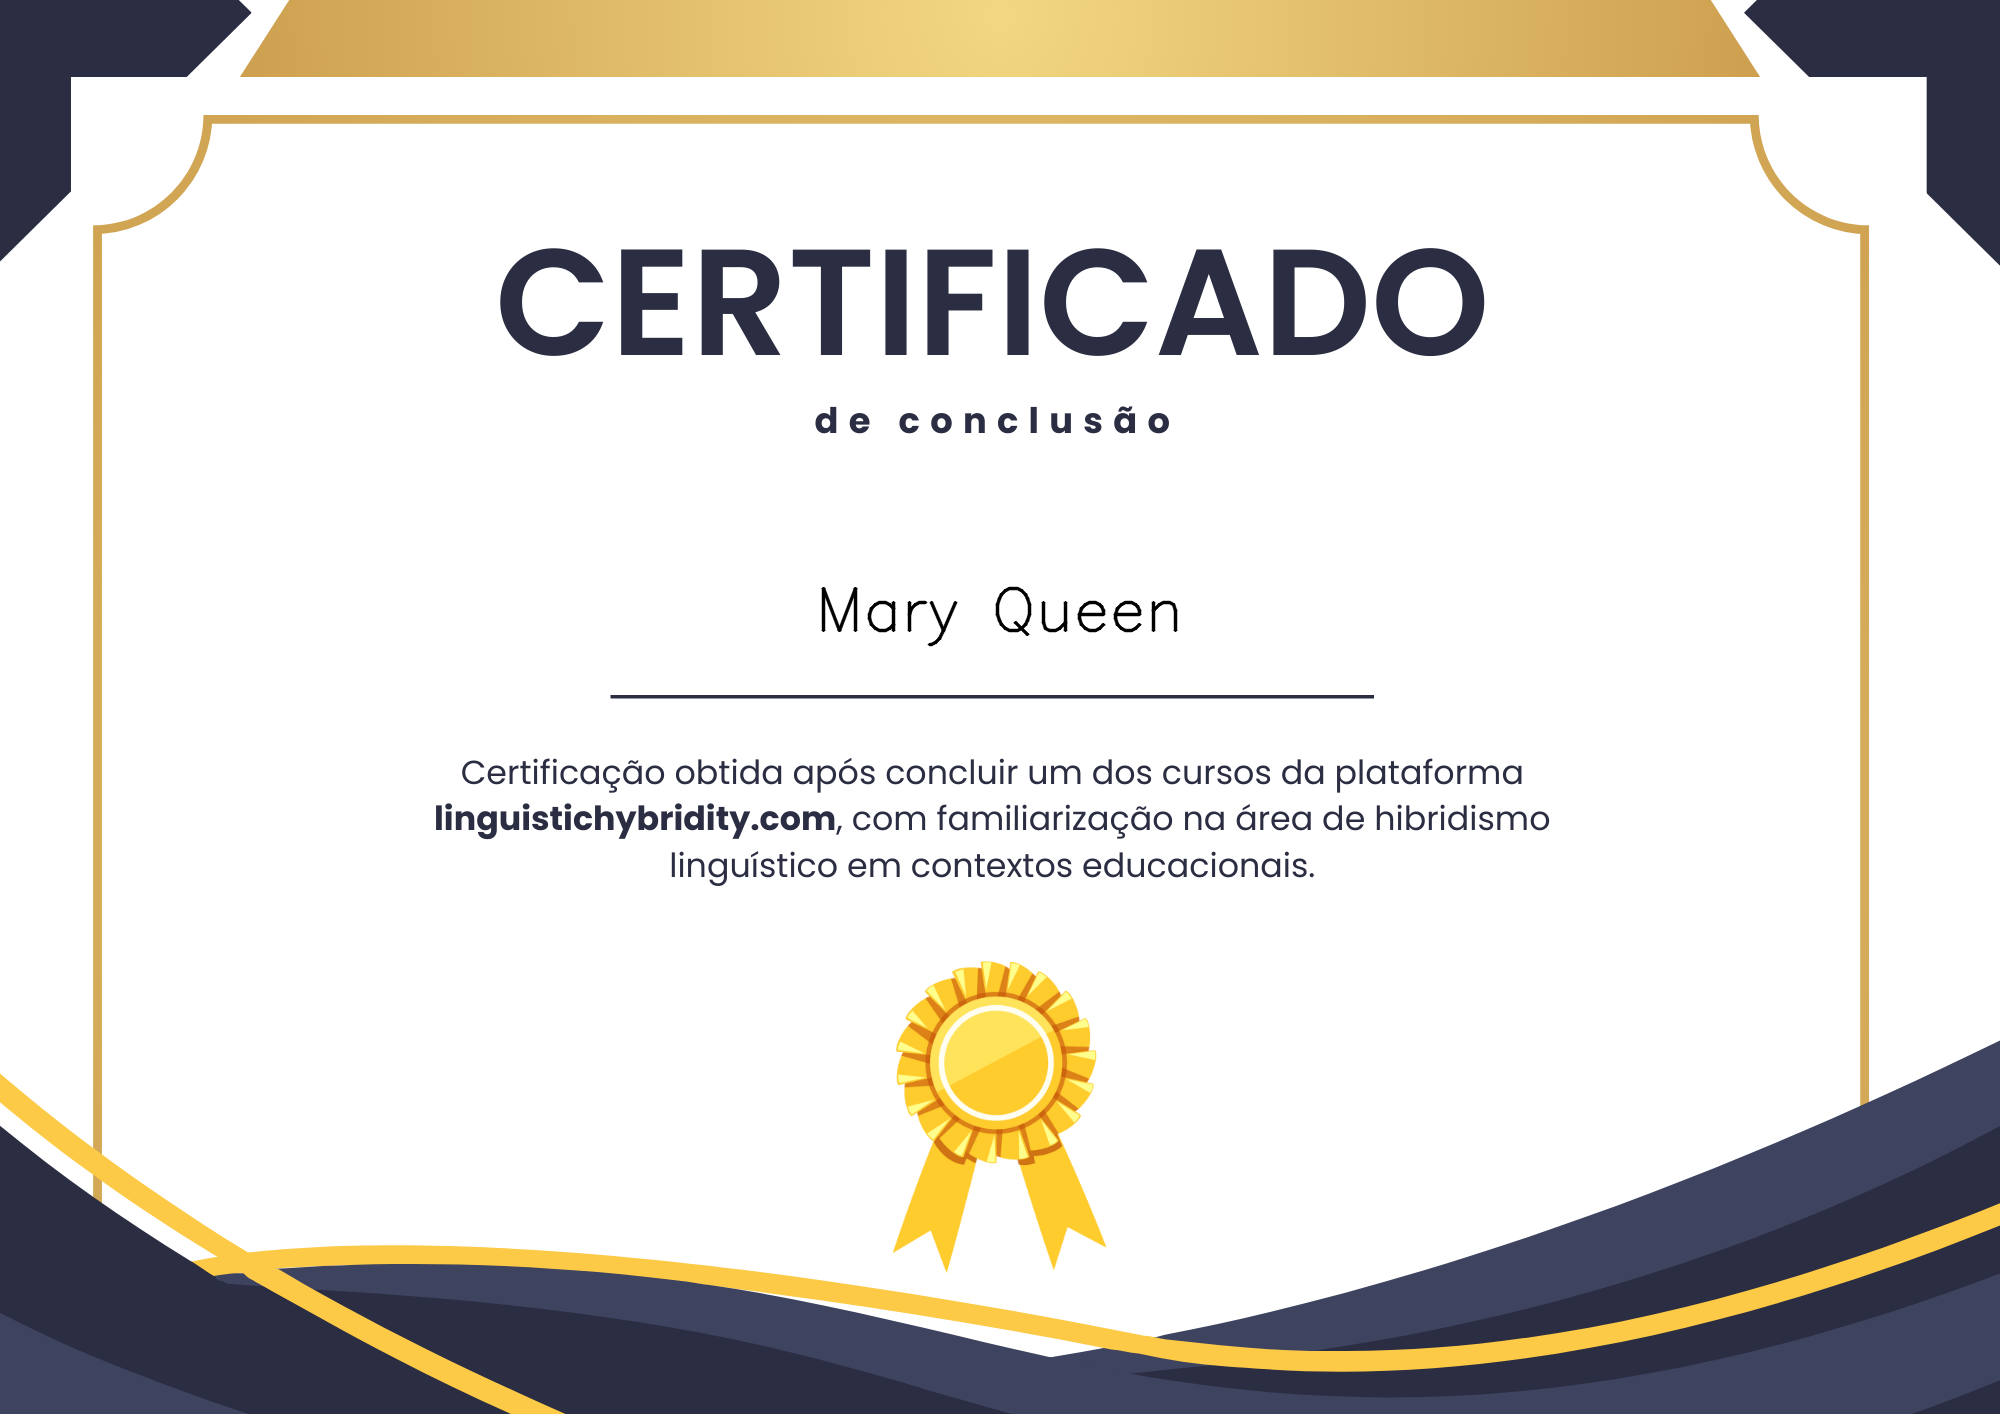 CERTIFICADO
de conclusão
Mary Queen
Certificação obtida após concluir um dos cursos da plataforma
linguistichybridity.com, com familiarização na área de hibridismo
linguístico em contextos educacionais.